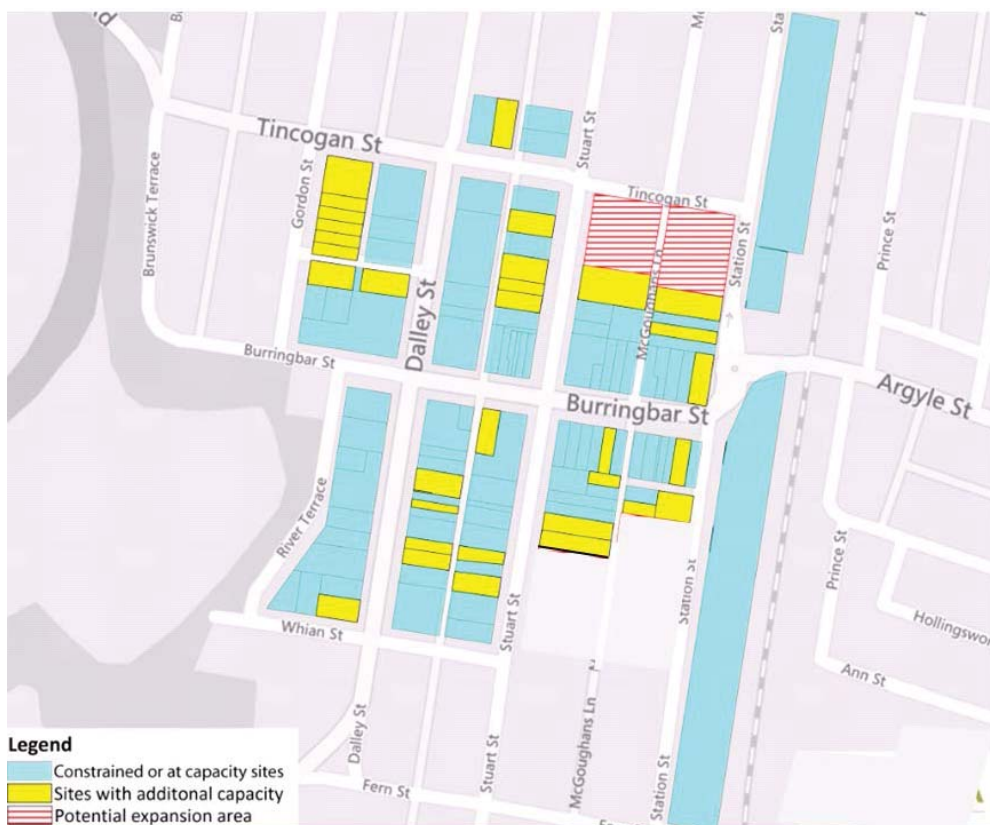 Tincogan St
Stuart St
Tincogan St
Gordon St
Brunswick Terrace
Station St
Prince St
McGoughans Ln
Dalley St
Burringbar St
Argyle St
Burringbar St
River Terrace
Prince St
Station St
Stuart St
Whian St
Ann St
Dalley St
Stuart St
McGoughans Ln
Station St
Fern St
Legend
Constrained or at capacity sites
Sites with additonal capacity
Potential expansion area